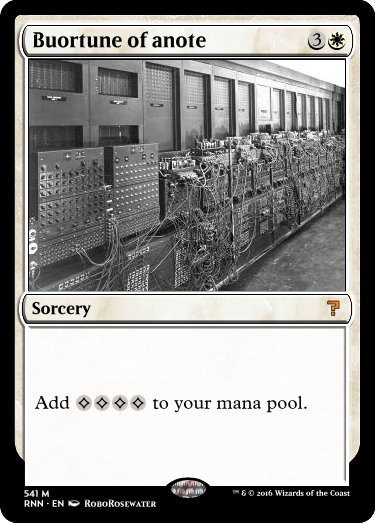 Buortune of anote 3
Sorcery ?
Add ◇◇◇◇ to your mana pool.
541 M
RNN • EN RoboRosewater ™ & © 2016 Wizards of the Coast